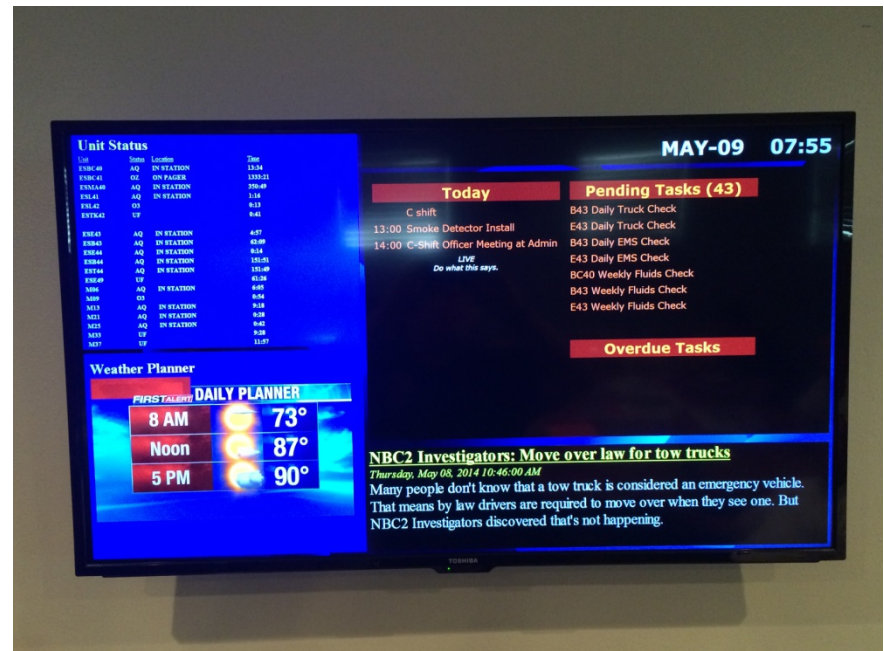 Unit Status
Unit Status Location Time
ESBC40 AQ IN STATION 13:34
ESBC41 OZ ON PAGER 1333:21
ESMA40 AQ IN STATION 350:49
ESL41 AQ IN STATION 1:16
ESL42 O3 0:13
ESTK42 UF 0:41
ESE43 AQ IN STATION 4:57
ESB43 AQ IN STATION 62:09
ESE44 AQ IN STATION 0:14
ESB44 AQ IN STATION 151:51
EST44 AQ IN STATION 151:49
ESE49 UF 61:26
M06 AQ IN STATION 6:05
M09 O3 0:54
M13 AQ IN STATION 9:18
M21 AQ IN STATION 0:28
M25 AQ IN STATION 0:42
M33 UF 9:28
M37 UF 11:57
Weather Planner
FIRST ALERT DAILY PLANNER
8 AM 73°
Noon 87°
5 PM 90°
MAY-09 07:55
Today
C shift
13:00 Smoke Detector Install
14:00 C-Shift Officer Meeting at Admin
LIVE
Do what this says.
Pending Tasks (43)
B43 Daily Truck Check
E43 Daily Truck Check
B43 Daily EMS Check
E43 Daily EMS Check
BC40 Weekly Fluids Check
B43 Weekly Fluids Check
E43 Weekly Fluids Check
Overdue Tasks
NBC2 Investigators: Move over law for tow trucks
Thursday, May 08, 2014 10:46:00 AM
Many people don't know that a tow truck is considered an emergency vehicle.
That means by law drivers are required to move over when they see one. But
NBC2 Investigators discovered that's not happening.
TOSHIBA